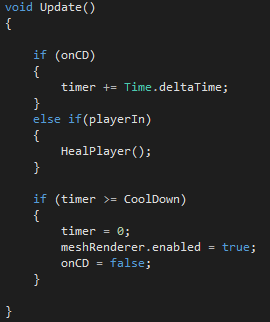 void Update()
{
if (onCD)
{
timer += Time.deltaTime;
}
else if(playerIn)
{
HealPlayer();
}
if (timer >= CoolDown)
{
timer = 0;
meshRenderer.enabled = true;
onCD = false;
}
}